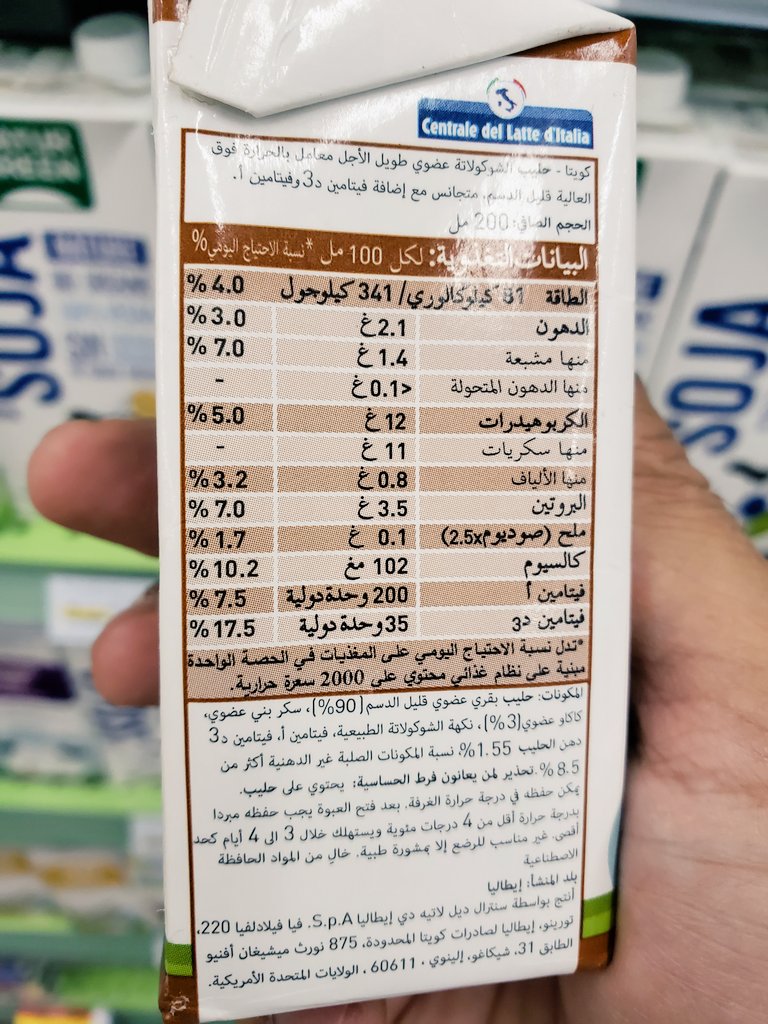 Centrale del Latte d'Italia
كويتا - حليب الشوكولاتة عضوي طويل الأجل معامل بالحرارة فوق
العالية قليل الدسم. متجانس مع إضافة فيتامين د3 وفيتامين أ.
الحجم الصافي: 200 مل
البيانات التغذوية: لكل 100 مل *نسبة الاحتياج اليومي%
الطاقة 81 كيلوكالوري/ 341 كيلوجول 4.0 %
الدهون 2.1 غ 3.0 %
منها مشبعة 1.4 غ 7.0 %
منها الدهون المتحولة <0.1 غ -
الكربوهيدرات 12 غ 5.0 %
منها سكريات 11 غ -
منها الألياف 0.8 غ 3.2 %
البروتين 3.5 غ 7.0 %
ملح (صوديوم2.5x) 0.1 غ 1.7 %
كالسيوم 102 مغ 10.2 %
فيتامين أ 200 وحدة دولية 7.5 %
فيتامين د3 35 وحدة دولية 17.5 %
*تدل نسبة الاحتياج اليومي على المغذيات في الحصة الواحدة
مبنية على نظام غذائي محتوي على 2000 سعرة حرارية.
المكونات: حليب بقري عضوي قليل الدسم (90%)، سكر بني عضوي،
كاكاو عضوي(3%)، نكهة الشوكولاتة الطبيعية، فيتامين أ، فيتامين د3
دهن الحليب 1.55 %. نسبة المكونات الصلبة غير الدهنية أكثر من
8.5 %. تحذير لمن يعانون فرط الحساسية: يحتوي على حليب.
يمكن حفظه في درجة حرارة الغرفة. بعد فتح العبوة يجب حفظه مبردا
بدرجة حرارة أقل من 4 درجات مئوية ويستهلك خلال 3 الى 4 أيام كحد
أقصى. غير مناسب للرضع إلا بمشورة طبية. خالٍ من المواد الحافظة
الاصطناعية
بلد المنشأ: إيطاليا
أنتج بواسطة سنترال ديل لاتيه دي إيطاليا S.p.A. فيا فيلادلفيا 220،
تورينو، إيطاليا لصادرات كويتا المحدودة، 875 نورث ميشيغان أفنيو
الطابق 31، شيكاغو، إلينوي ، 60611 ، الولايات المتحدة الأمريكية.
GREEN
SOJA
SOJA